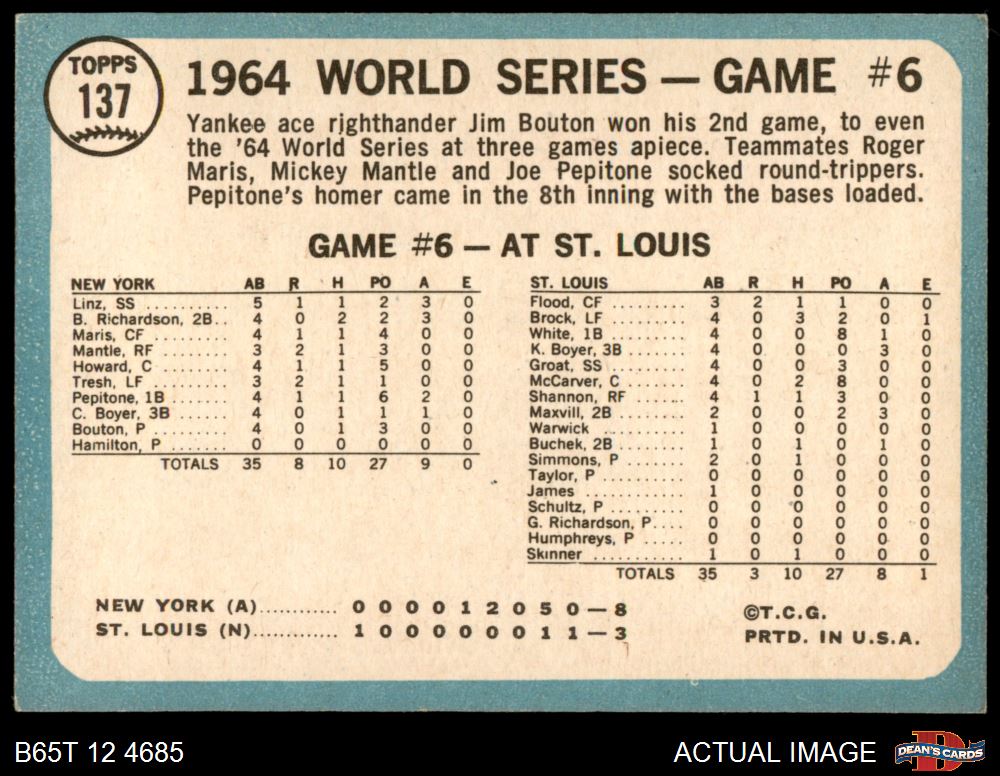 TOPPS
137
1964 WORLD SERIES — GAME #6
Yankee ace righthander Jim Bouton won his 2nd game, to even
the '64 World Series at three games apiece. Teammates Roger
Maris, Mickey Mantle and Joe Pepitone socked round-trippers.
Pepitone's homer came in the 8th inning with the bases loaded.
GAME #6 — AT ST. LOUIS
NEW YORK AB R H PO A E
Linz, SS .......... 5 1 1 2 3 0
B. Richardson, 2B.. 4 0 2 2 3 0
Maris, CF ........ 4 1 1 4 0 0
Mantle, RF ....... 3 2 1 3 0 0
Howard, C ....... 4 1 1 5 0 0
Tresh, LF ........ 3 2 1 1 0 0
Pepitone, 1B ..... 4 1 1 6 2 0
C. Boyer, 3B ...... 4 0 1 1 1 0
Bouton, P ........ 4 0 1 3 0 0
Hamilton, P ...... 0 0 0 0 0 0
TOTALS 35 8 10 27 9 0
ST. LOUIS AB R H PO A E
Flood, CF ......... 3 2 1 1 0 0
Brock, LF ......... 4 0 3 2 0 1
White, 1B ......... 4 0 0 8 1 0
K. Boyer, 3B ...... 4 0 0 0 3 0
Groat, SS ......... 4 0 0 3 0 0
McCarver, C ...... 4 0 2 8 0 0
Shannon, RF ...... 4 1 1 3 0 0
Maxvill, 2B ....... 2 0 0 2 3 0
Warwick .......... 1 0 0 0 0 0
Buchek, 2B ....... 1 0 1 0 1 0
Simmons, P ....... 2 0 1 0 0 0
Taylor, P ......... 0 0 0 0 0 0
James ........... 1 0 0 0 0 0
Schultz, P ........ 0 0 0 0 0 0
G. Richardson, P.... 0 0 0 0 0 0
Humphreys, P ..... 0 0 0 0 0 0
Skinner .......... 1 0 1 0 0 0
TOTALS 35 3 10 27 8 1
NEW YORK (A)............ 0 0 0 0 1 2 0 5 0 — 8
ST. LOUIS (N)............. 1 0 0 0 0 0 0 1 1 — 3
©T.C.G.
PRTD. IN U.S.A.
B65T 12 4685
ACTUAL IMAGE
D
DEAN'S CARDS